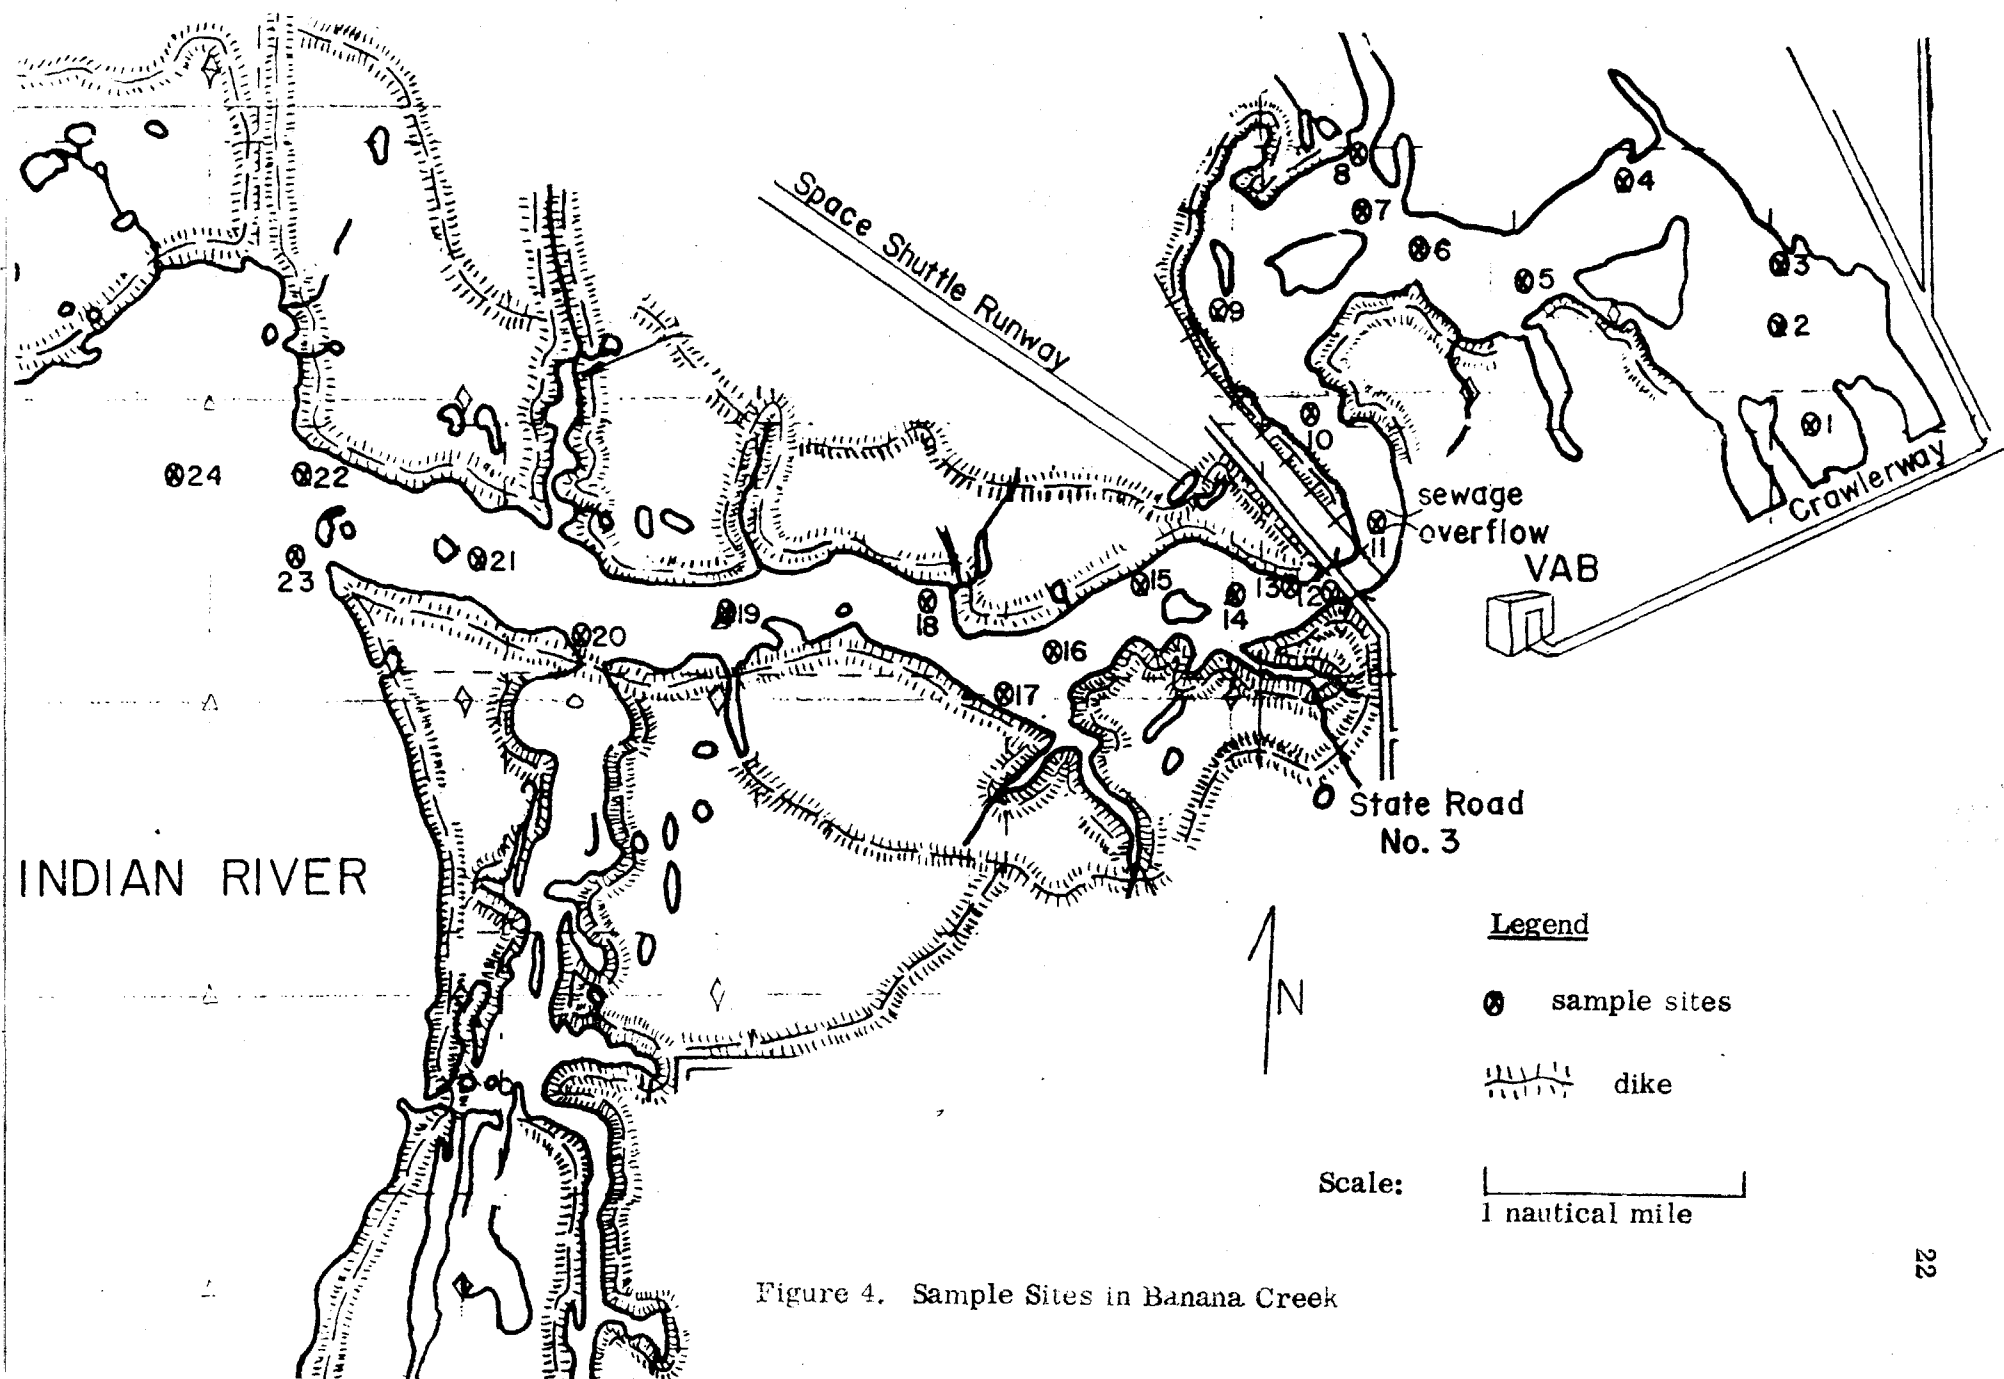 Space Shuttle Runway
8
4
7
6
3
5
9
2
10
1
Crawlerway
24
22
sewage
overflow
11
VAB
21
23
15
13
12
14
19
18
20
16
17
State Road
No. 3
INDIAN RIVER
Legend
sample sites
N
dike
Scale:
1 nautical mile
22
Figure 4. Sample Sites in Banana Creek